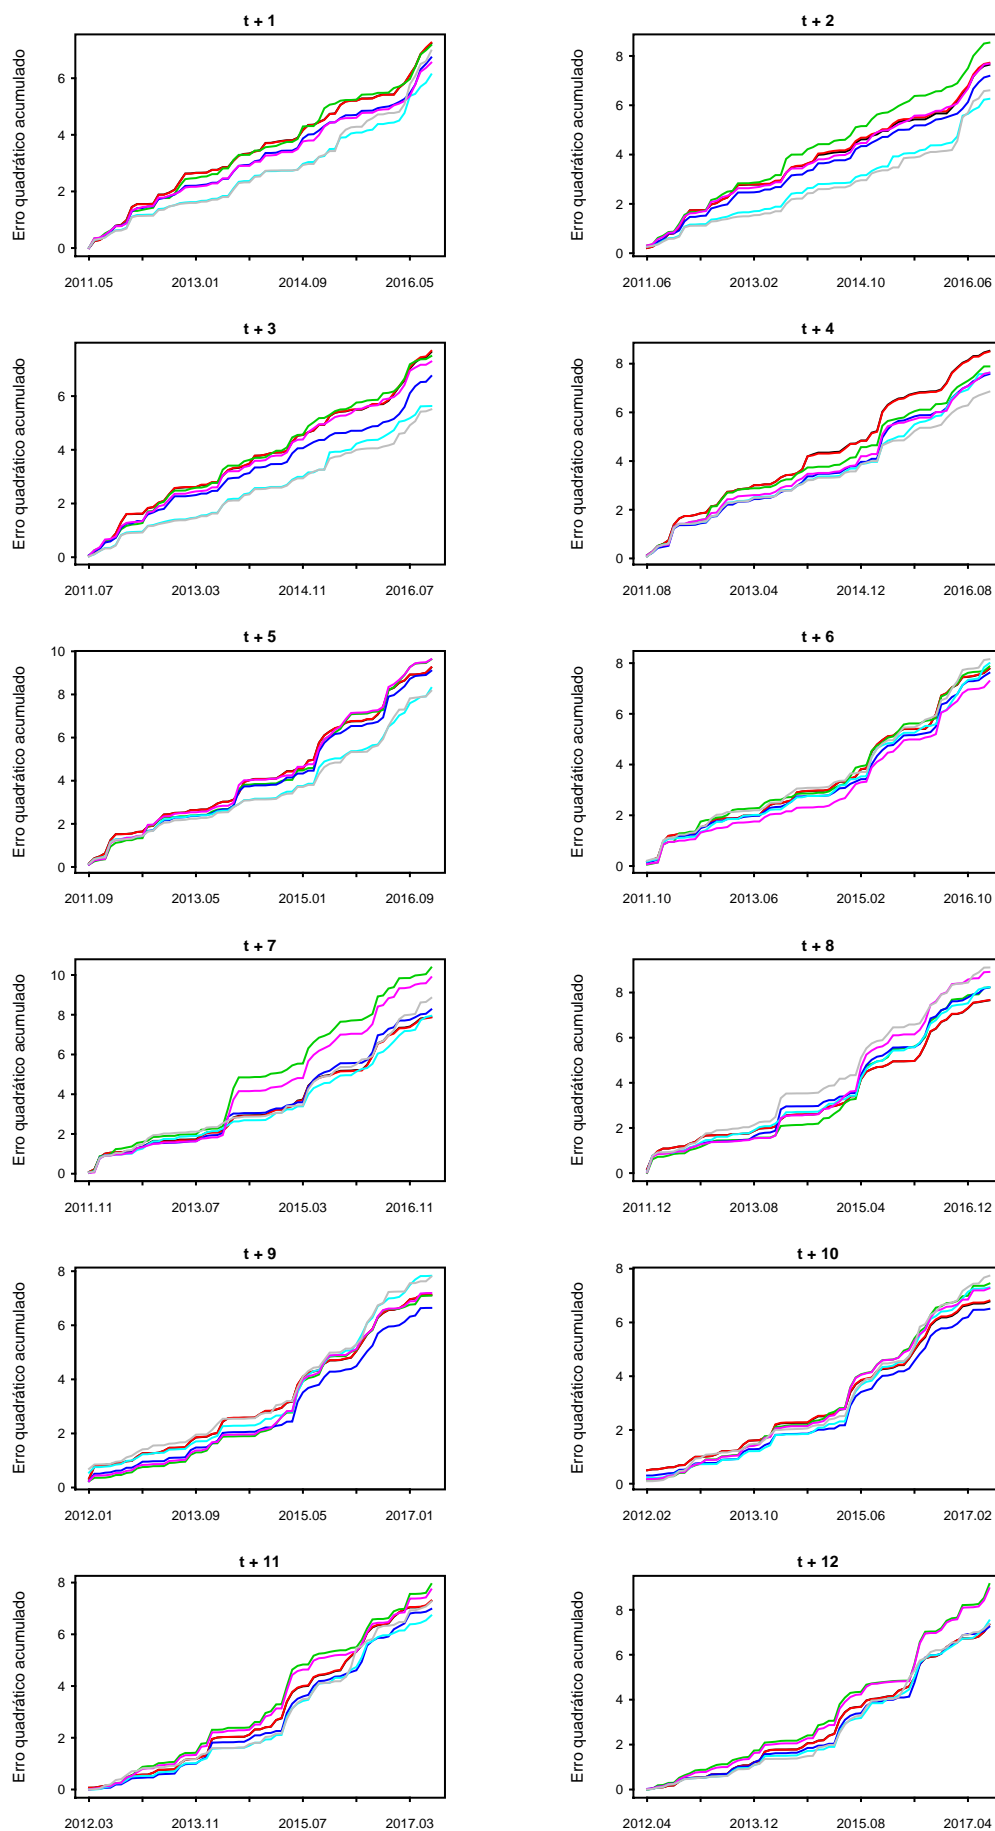 t + 1
Erro quadrático acumulado
6
4
2
0
2011.05 2013.01 2014.09 2016.05
t + 2
Erro quadrático acumulado
8
6
4
2
0
2011.06 2013.02 2014.10 2016.06
t + 3
Erro quadrático acumulado
6
4
2
0
2011.07 2013.03 2014.11 2016.07
t + 4
Erro quadrático acumulado
8
6
4
2
0
2011.08 2013.04 2014.12 2016.08
t + 5
Erro quadrático acumulado
10
8
6
4
2
0
2011.09 2013.05 2015.01 2016.09
t + 6
Erro quadrático acumulado
8
6
4
2
0
2011.10 2013.06 2015.02 2016.10
t + 7
Erro quadrático acumulado
10
8
6
4
2
0
2011.11 2013.07 2015.03 2016.11
t + 8
Erro quadrático acumulado
8
6
4
2
0
2011.12 2013.08 2015.04 2016.12
t + 9
Erro quadrático acumulado
8
6
4
2
0
2012.01 2013.09 2015.05 2017.01
t + 10
Erro quadrático acumulado
8
6
4
2
0
2012.02 2013.10 2015.06 2017.02
t + 11
Erro quadrático acumulado
8
6
4
2
0
2012.03 2013.11 2015.07 2017.03
t + 12
Erro quadrático acumulado
8
6
4
2
0
2012.04 2013.12 2015.08 2017.04